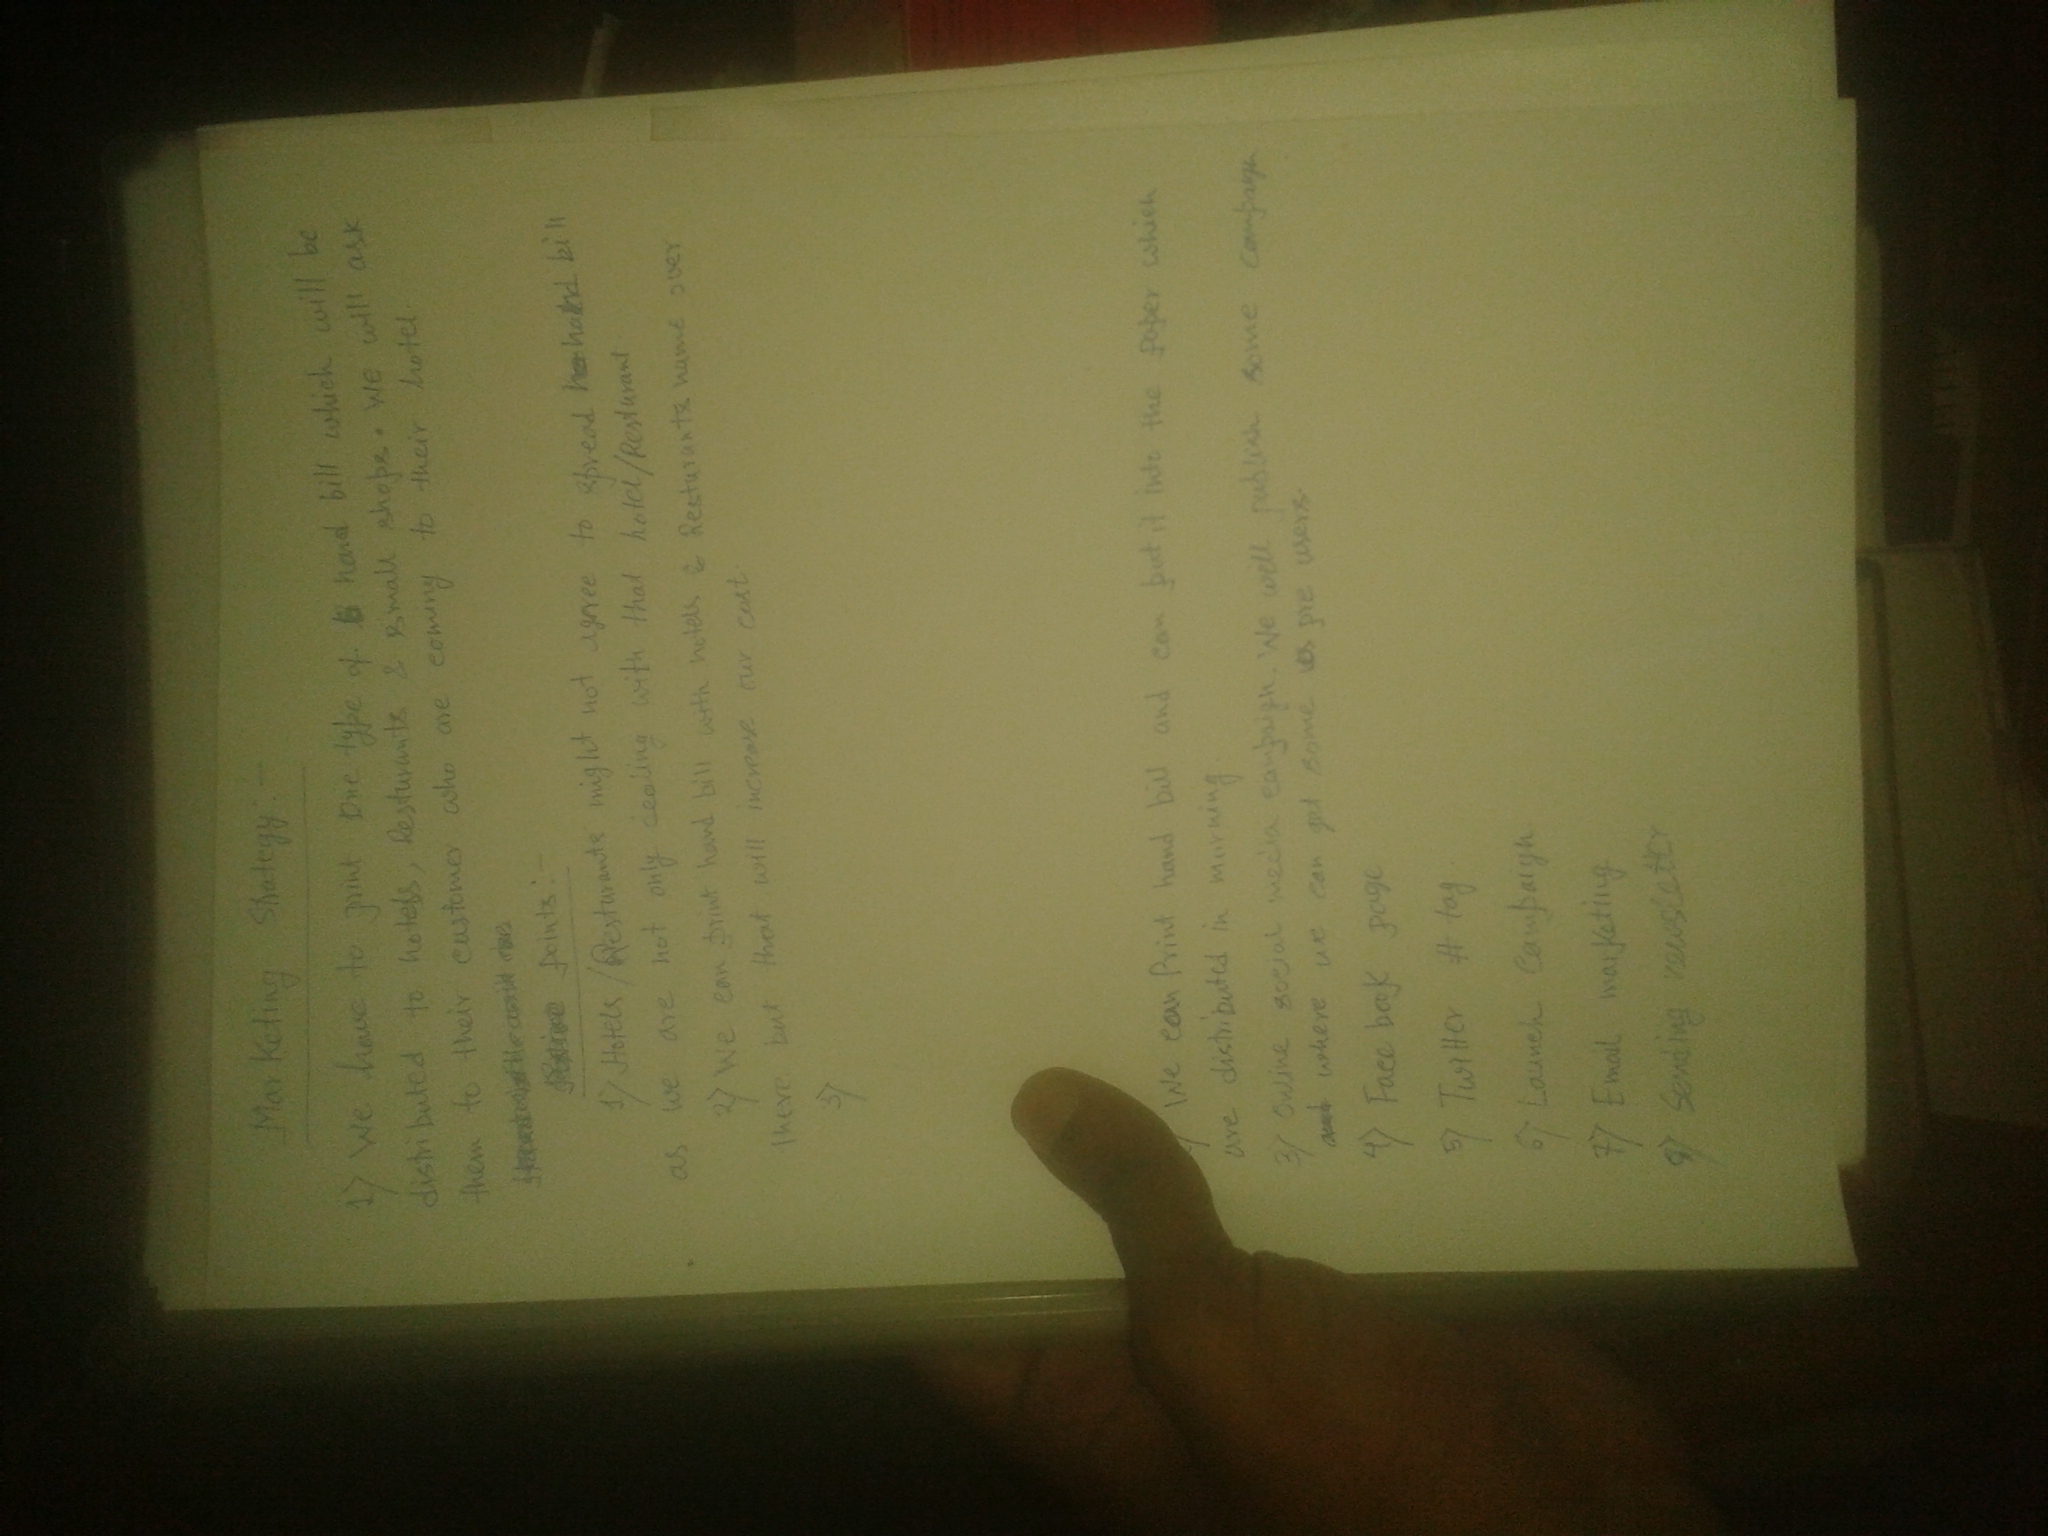 Marketing Strategy:-
1) We have to print one type of hand bill which will be
distributed to hotels, Resturants & small shops. We will ask
them to their customer who are coming to their hotel.
Points:-
1) Hotels/Resturants might not agree to spread hand bill
as we are not only dealing with that hotel/Resturant
2) We can print hand bill with hotels & Resturants name over
there but that will increase our cost.
3)
We can Print hand bill and can put it into the paper which
are distributed in morning.
3) Online social media campaign. We will publish some campaign
where we can get some pre users.
4) Face book page
5) Twitter # tag.
6) Launch Campaign.
7) Email marketing
8) Sending newsletter